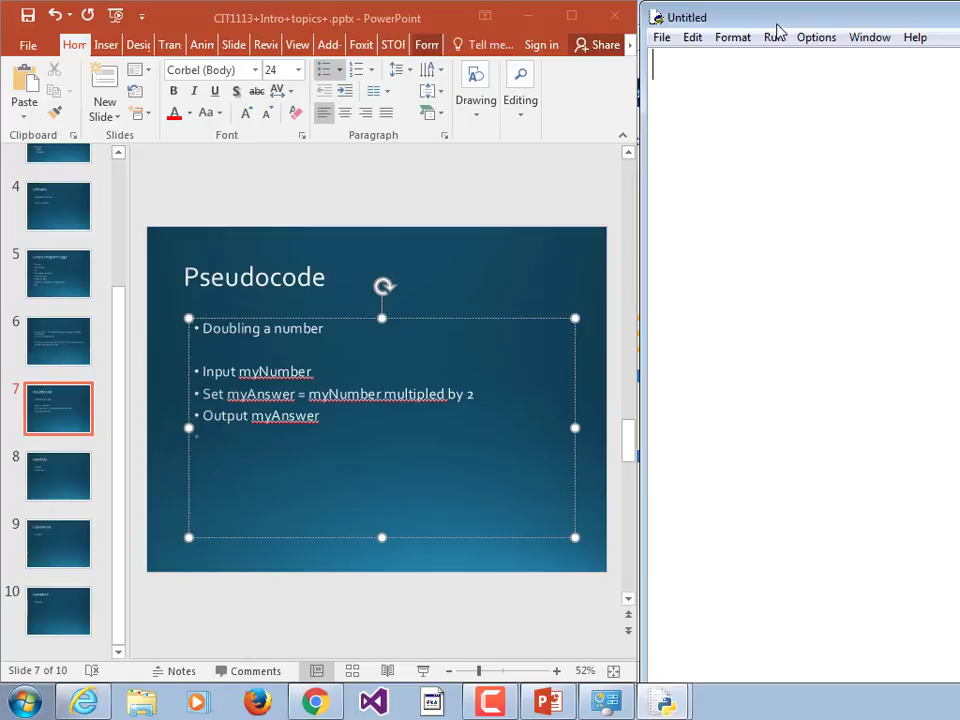 CIT1113+Intro+topics+.pptx - PowerPoint
File Hom Inser Desig Tran Anim Slide Revie View Add- Foxit STO Form Tell me... Sign in Share
Corbel (Body) 24
Paste
New
Slide
B I U S abc AV
A Aa A A
Drawing
Editing
Clipboard Slides Font Paragraph
4
5
6
7
8
9
10
Pseudocode
• Doubling a number
• Input myNumber
• Set myAnswer = myNumber multipled by 2
• Output myAnswer
Slide 7 of 10 Notes Comments 52%
Untitled
File Edit Format Run Options Window Help